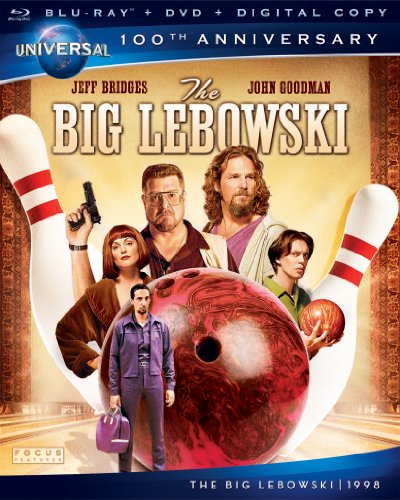 BLU-RAY + DVD + DIGITAL COPY
UNIVERSAL 100TH ANNIVERSARY
JEFF BRIDGES JOHN GOODMAN
The
BIG LEBOWSKI
FOCUS
FEATURES
THE BIG LEBOWSKI | 1998